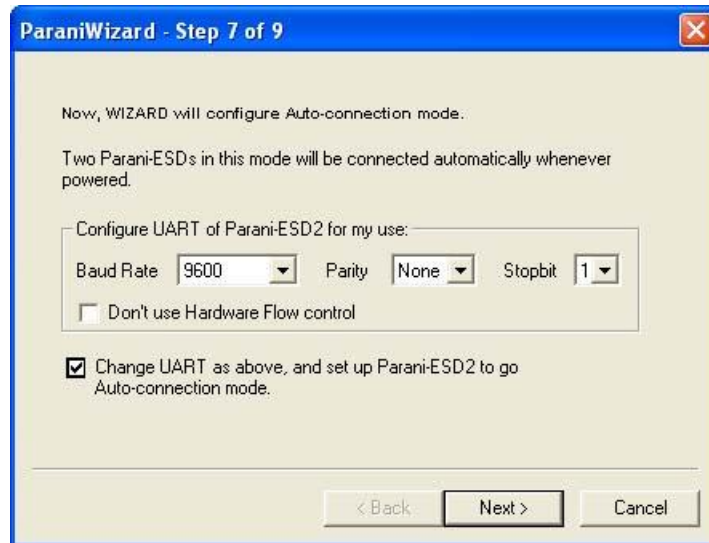 ParaniWizard - Step 7 of 9
Now, WIZARD will configure Auto-connection mode.
Two Parani-ESDs in this mode will be connected automatically whenever
powered.
Configure UART of Parani-ESD2 for my use:
Baud Rate 9600 Parity None Stopbit 1
Don't use Hardware Flow control
Change UART as above, and set up Parani-ESD2 to go
Auto-connection mode.
< Back Next > Cancel